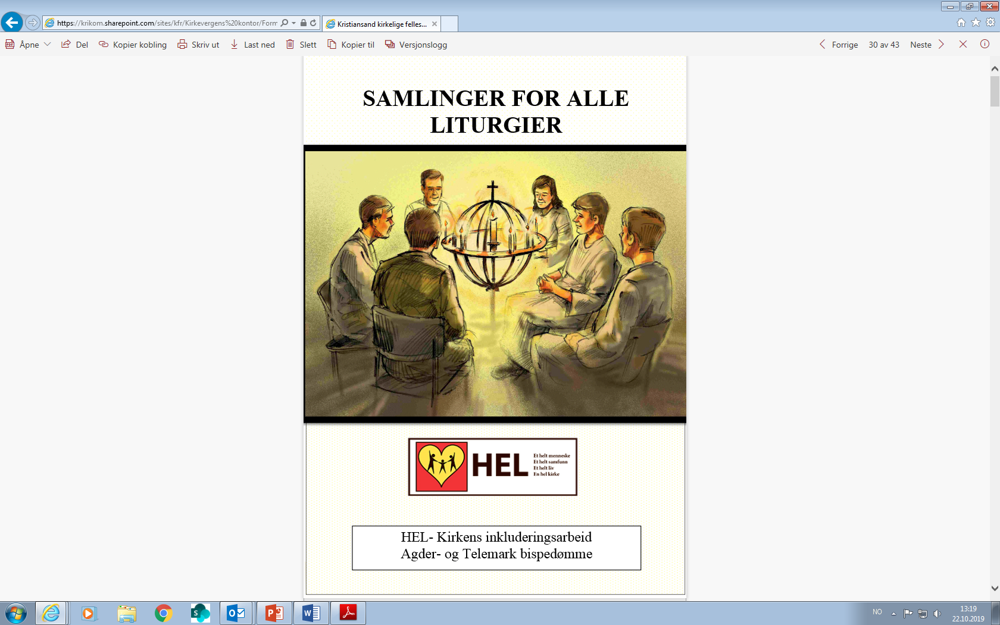 https://krikom.sharepoint.com/sites/kfr/Kirkevergens%20kontor/Form
Kristiansand kirkelige felles...
Åpne
Del
Kopier kobling
Skriv ut
Last ned
Slett
Kopier til
Versjonslogg
Forrige
30 av 43
Neste
SAMLINGER FOR ALLE
LITURGIER
HEL
Et helt menneske
Et helt samfunn
Et helt liv
En hel kirke
HEL- Kirkens inkluderingsarbeid
Agder- og Telemark bispedømme
NO
13:19
22.10.2019